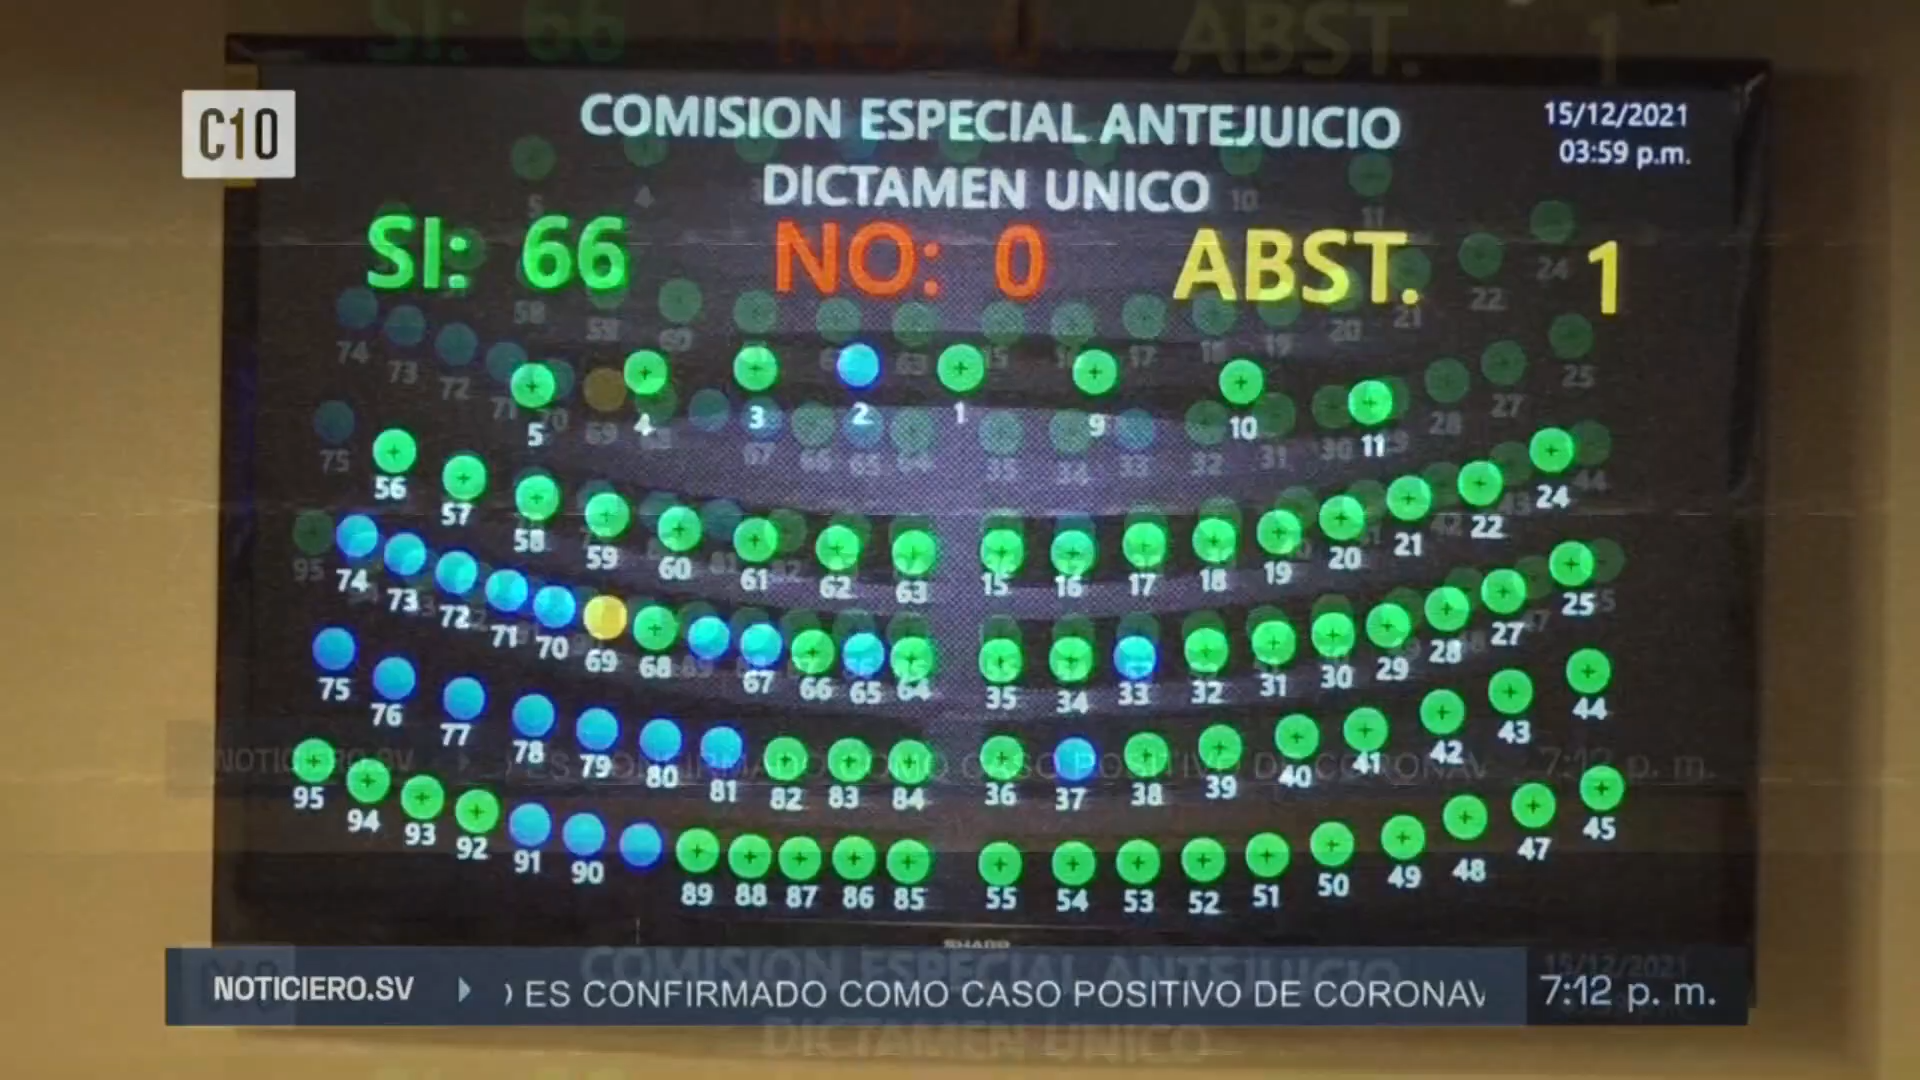 C10
COMISION ESPECIAL ANTEJUICIO
DICTAMEN UNICO
15/12/2021
03:59 p.m.
SI: 66 NO: 0 ABST. 1
5 4 3 2 1 9 10 11
56 57 58 59 60 61 62 63 15 16 17 18 19 20 21 22 24
74 73 72 71 70 69 68 67 66 65 64 35 34 33 32 31 30 29 28 27 25
75 76 77 78 79 80 81 82 83 84 36 37 38 39 40 41 42 43 44
95 94 93 92 91 90 89 88 87 86 85 55 54 53 52 51 50 49 48 47 45
SHARP
NOTICIERO.SV ES CONFIRMADO COMO CASO POSITIVO DE CORONAV 7:12 p. m.